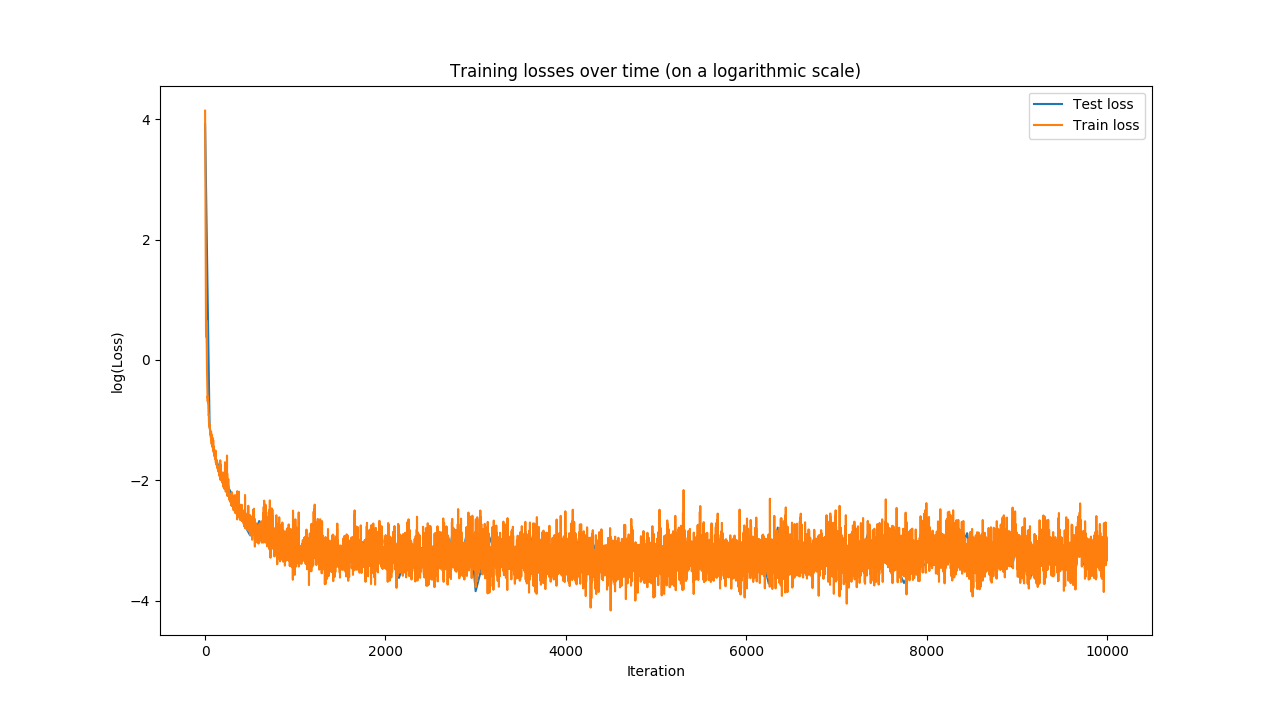 Training losses over time (on a logarithmic scale)
Test loss
Train loss
log(Loss)
4
2
0
−2
−4
0
2000
4000
6000
8000
10000
Iteration